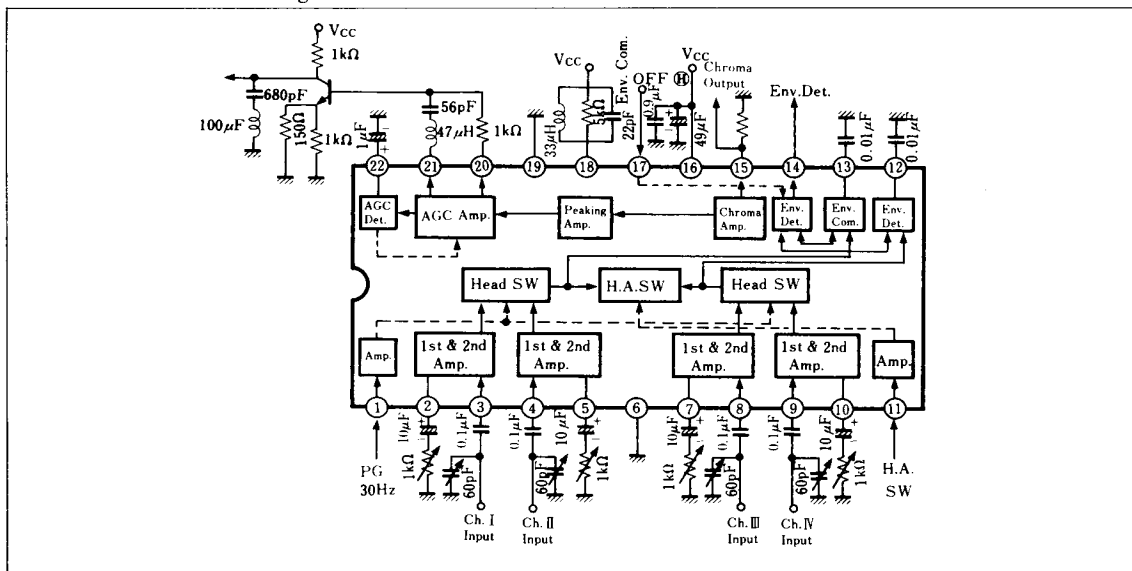 Vcc
1kΩ
680pF
100μF
150Ω
1kΩ
1μF
56pF
47μH
1kΩ
Vcc
33μH
5kΩ
22pF
Env. Com.
OFF Ⓗ
0.9μF
Vcc
49μF
Chroma
Output
Env.Det.
0.01μF
0.01μF
22 21 20 19 18 17 16 15 14 13 12
AGC
Det.
AGC Amp.
Peaking
Amp.
Chroma
Amp.
Env.
Det.
Env.
Com.
Env.
Det.
Head SW
H.A.SW
Head SW
Amp.
1st & 2nd
Amp.
1st & 2nd
Amp.
1st & 2nd
Amp.
1st & 2nd
Amp.
Amp.
1 2 3 4 5 6 7 8 9 10 11
PG
30Hz
10μF
1kΩ
0.1μF
60pF
Ch. I
Input
0.1μF
60pF
Ch. II
Input
10μF
1kΩ
10μF
1kΩ
0.1μF
60pF
Ch. III
Input
0.1μF
60pF
Ch. IV
Input
10μF
1kΩ
H.A.
SW